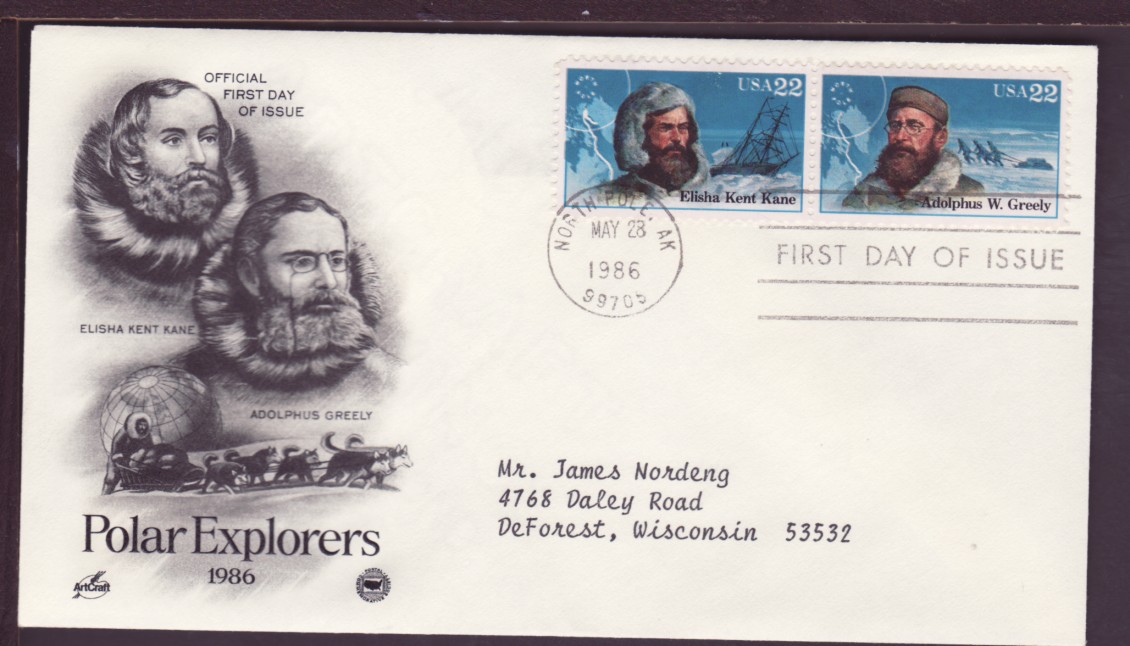 OFFICIAL
FIRST DAY
OF ISSUE
ELISHA KENT KANE
ADOLPHUS GREELY
Polar Explorers
1986
ArtCraft
USA22
Elisha Kent Kane
USA22
Adolphus W. Greely
NORTH POLE, AK
MAY 28
1986
99705
FIRST DAY OF ISSUE
Mr. James Nordeng
4768 Daley Road
DeForest, Wisconsin 53532